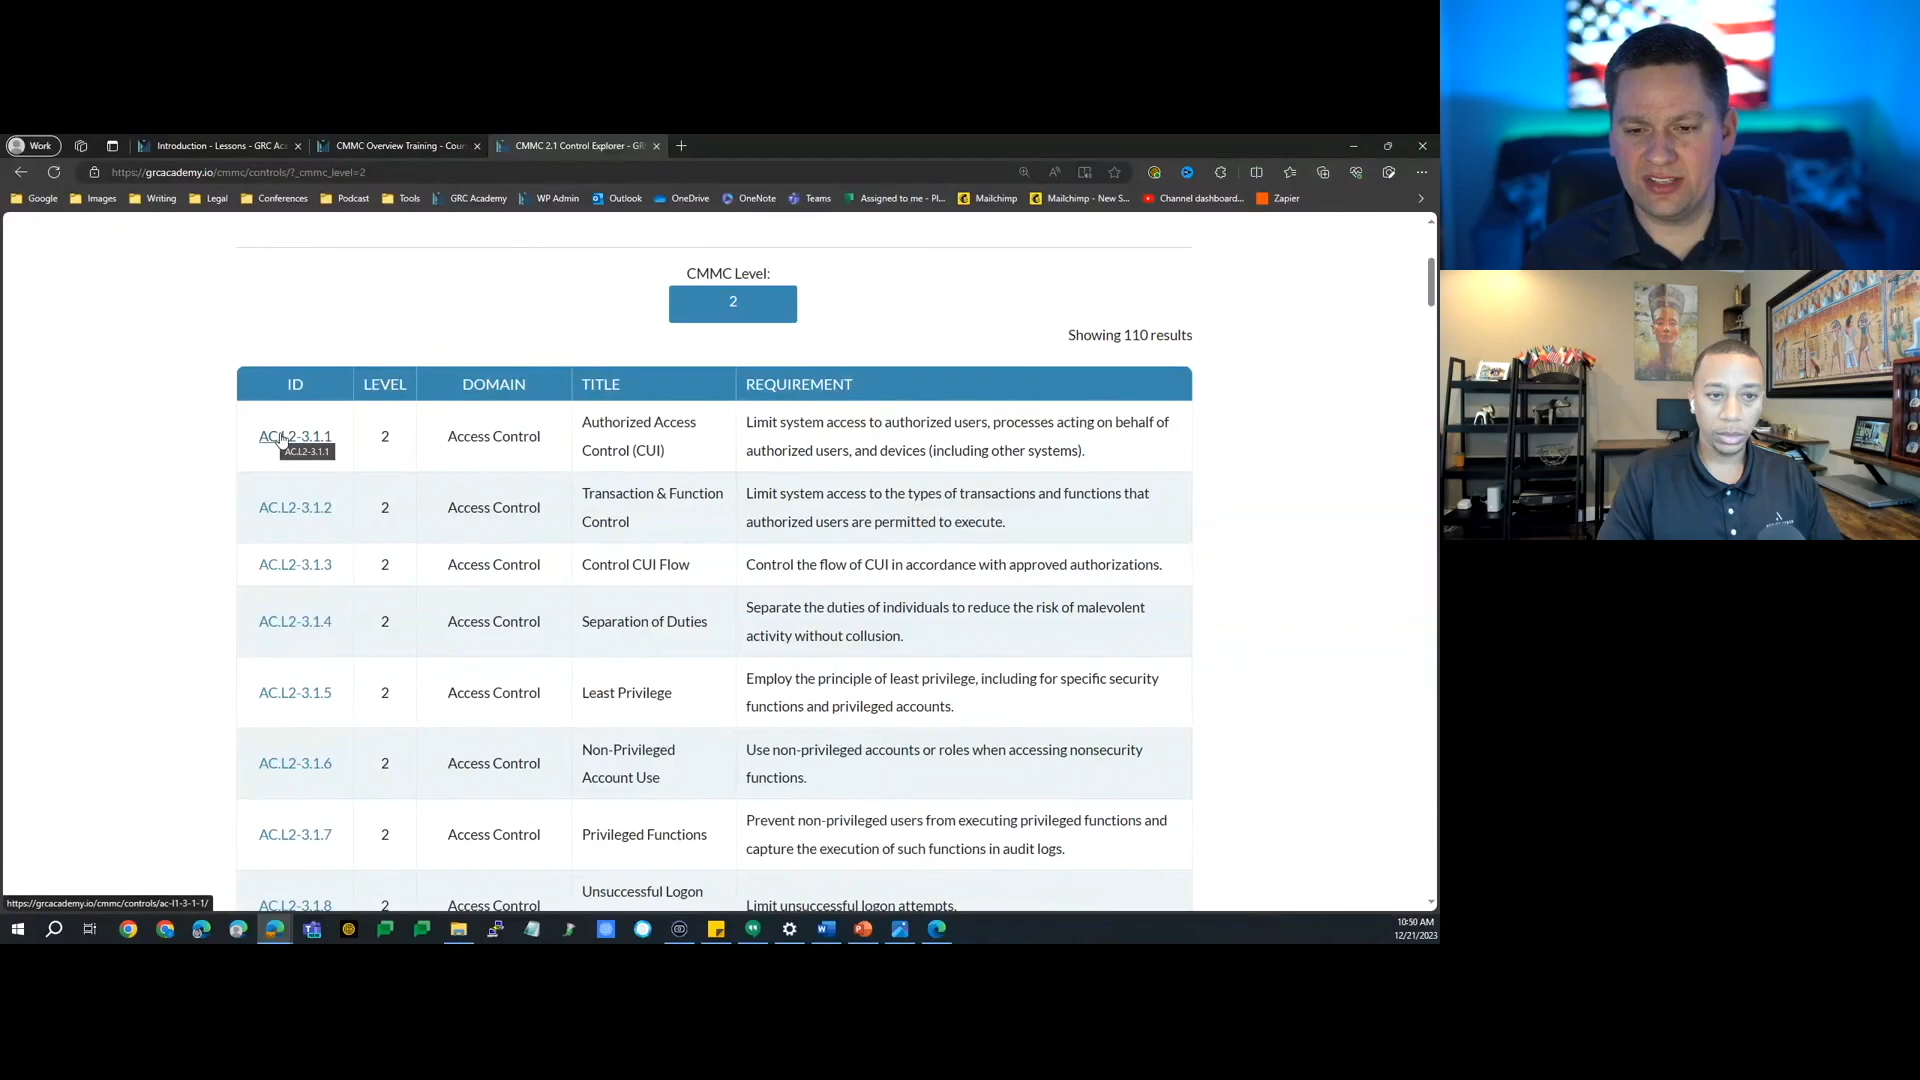 Work
Introduction - Lessons - GRC Aca
CMMC Overview Training - Cour
CMMC 2.1 Control Explorer - GR
https://grcacademy.io/cmmc/controls/?_cmmc_level=2
Google
Images
Writing
Legal
Conferences
Podcast
Tools
GRC Academy
WP Admin
Outlook
OneDrive
OneNote
Teams
Assigned to me - Pl...
Mailchimp
Mailchimp - New S...
Channel dashboard...
Zapier
CMMC Level:
2
Showing 110 results
ID LEVEL DOMAIN TITLE REQUIREMENT
AC.L2-3.1.1 2 Access Control Authorized Access Limit system access to authorized users, processes acting on behalf of
Control (CUI) authorized users, and devices (including other systems).
AC.L2-3.1.1
AC.L2-3.1.2 2 Access Control Transaction & Function Limit system access to the types of transactions and functions that
Control authorized users are permitted to execute.
AC.L2-3.1.3 2 Access Control Control CUI Flow Control the flow of CUI in accordance with approved authorizations.
AC.L2-3.1.4 2 Access Control Separation of Duties Separate the duties of individuals to reduce the risk of malevolent
activity without collusion.
AC.L2-3.1.5 2 Access Control Least Privilege Employ the principle of least privilege, including for specific security
functions and privileged accounts.
AC.L2-3.1.6 2 Access Control Non-Privileged Use non-privileged accounts or roles when accessing nonsecurity
Account Use functions.
AC.L2-3.1.7 2 Access Control Privileged Functions Prevent non-privileged users from executing privileged functions and
capture the execution of such functions in audit logs.
Unsuccessful Logon
AC.L2-3.1.8 2 Access Control Limit unsuccessful logon attempts.
https://grcacademy.io/cmmc/controls/ac-l1-3-1-1/
10:50 AM
12/21/2023